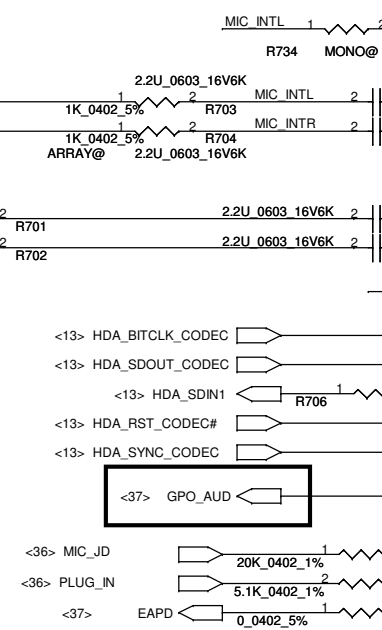 MIC_INTL 1 2
R734 MONO@
2.2U_0603_16V6K
1 2 MIC_INTL 2
1K_0402_5% R703
1 2 MIC_INTR 2
1K_0402_5% R704
ARRAY@ 2.2U_0603_16V6K
2 2.2U_0603_16V6K 2
R701
2 2.2U_0603_16V6K 2
R702
<13> HDA_BITCLK_CODEC
<13> HDA_SDOUT_CODEC
<13> HDA_SDIN1 1
R706
<13> HDA_RST_CODEC#
<13> HDA_SYNC_CODEC
<37> GPO_AUD
<36> MIC_JD 1
20K_0402_1%
<36> PLUG_IN 2
5.1K_0402_1%
<37> EAPD 1
0_0402_5%